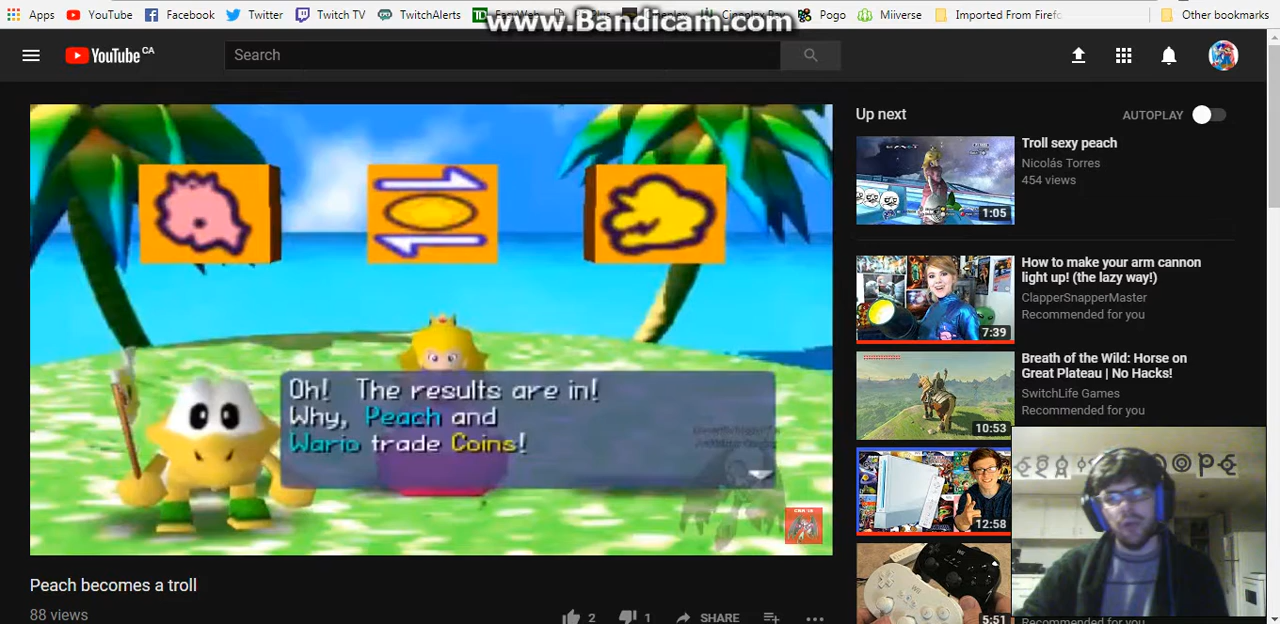 www.Bandicam.com
Apps YouTube Facebook Twitter Twitch TV TwitchAlerts Pogo Miiverse Imported From Firefo Other bookmarks
YouTube CA
Search
Oh! The results are in!
Why, Peach and
Wario trade Coins!
Peach becomes a troll
88 views
2 1 SHARE
Up next AUTOPLAY
Troll sexy peach
Nicolás Torres
454 views
1:05
How to make your arm cannon
light up! (the lazy way!)
ClapperSnapperMaster
Recommended for you
7:39
Breath of the Wild: Horse on
Great Plateau | No Hacks!
SwitchLife Games
Recommended for you
10:53
12:58
5:51
Recommended for you